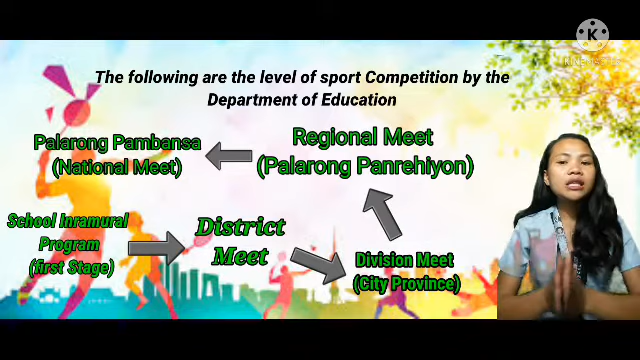 The following are the level of sport Competition by the
Department of Education
Palarong Pambansa
(National Meet)
Regional Meet
(Palarong Panrehiyon)
School Inramural
Program
(first Stage)
District
Meet
Division Meet
(City Province)
K
KINEMASTER